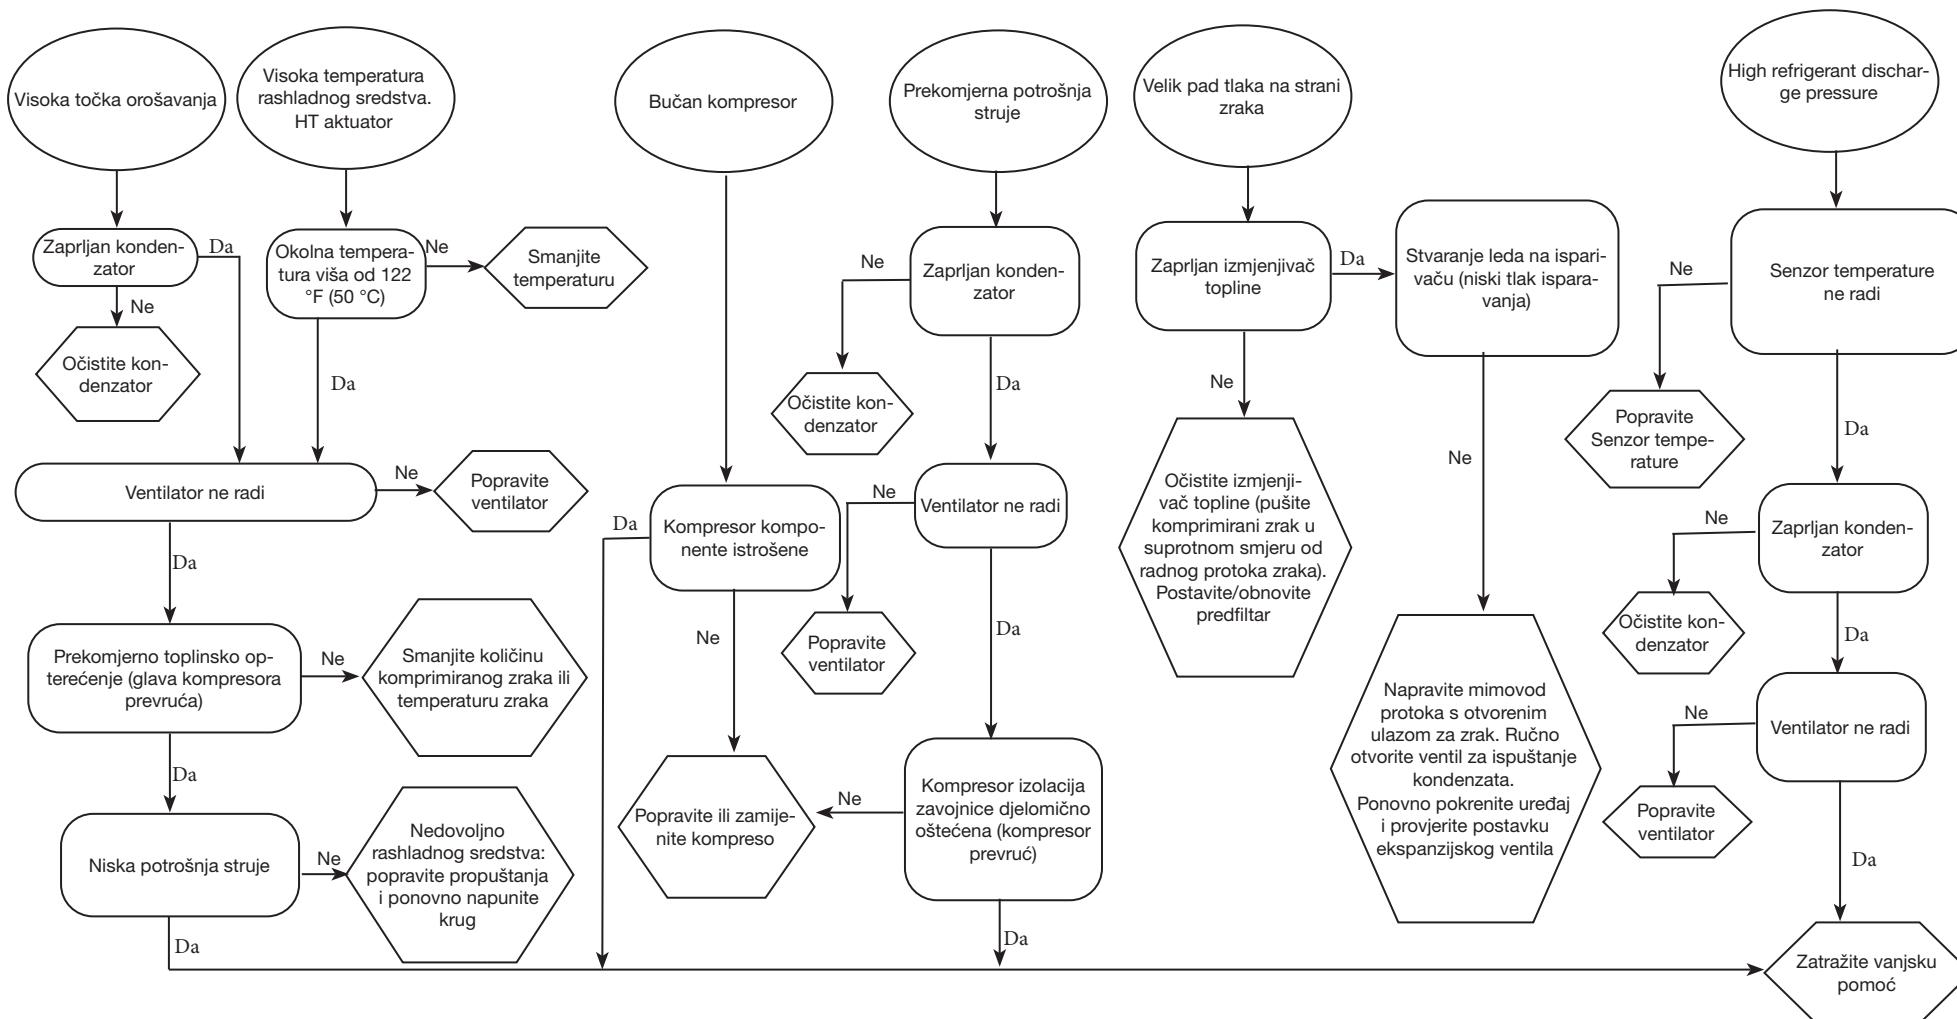 Visoka točka orošavanja
Visoka temperatura
rashladnog sredstva.
HT aktuator
Bučan kompresor
Prekomjerna potrošnja
struje
Velik pad tlaka na strani
zraka
High refrigerant dischar-
ge pressure
Zaprljan konden-
zator
Da
Ne
Očistite kon-
denzator
Okolna tempera-
tura viša od 122
°F (50 °C)
Ne
Smanjite
temperaturu
Da
Ventilator ne radi
Ne
Popravite
ventilator
Da
Prekomjerno toplinsko op-
terećenje (glava kompresora
prevruća)
Ne
Smanjite količinu
komprimiranog zraka ili
temperaturu zraka
Da
Niska potrošnja struje
Ne
Nedovoljno
rashladnog sredstva:
popravite propuštanja
i ponovno napunite
krug
Da
Da
Kompresor kompo-
nente istrošene
Ne
Popravite ili zamije-
nite kompreso
Ne
Zaprljan konden-
zator
Očistite kon-
denzator
Da
Ne
Ventilator ne radi
Popravite
ventilator
Da
Ne
Kompresor izolacija
zavojnice djelomično
oštećena (kompresor
prevruć)
Da
Zaprljan izmjenjivač
topline
Da
Ne
Očistite izmjenji-
vač topline (pušite
komprimirani zrak u
suprotnom smjeru od
radnog protoka zraka).
Postavite/obnovite
predfiltar
Stvaranje leda na ispari-
vaču (niski tlak ispara-
vanja)
Ne
Napravite mimovod
protoka s otvorenim
ulazom za zrak. Ručno
otvorite ventil za ispuštanje
kondenzata.
Ponovno pokrenite uređaj
i provjerite postavku
ekspanzijskog ventila
Ne
Senzor temperature
ne radi
Popravite
Senzor tempe-
rature
Da
Ne
Zaprljan konden-
zator
Očistite kon-
denzator
Da
Ne
Ventilator ne radi
Popravite
ventilator
Da
Zatražite vanjsku
pomoć